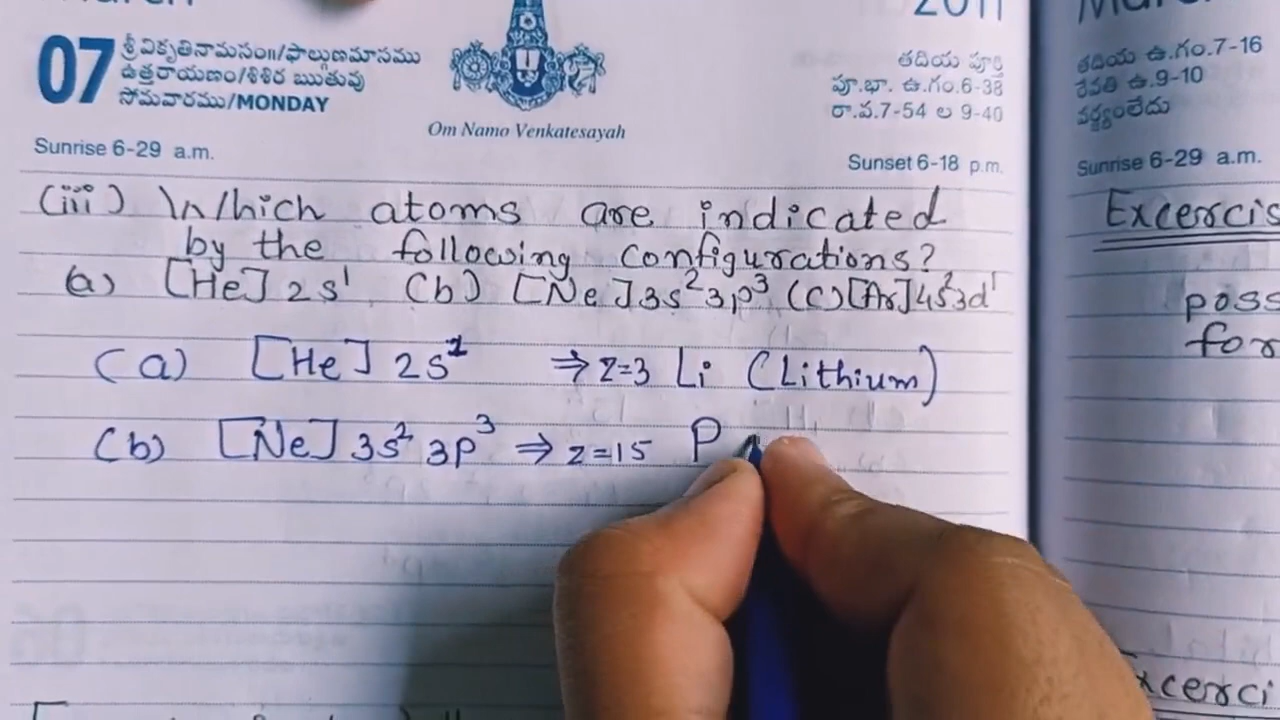 2011
07
శ్రీ వికృతినామసం॥/ఫాల్గుణమాసము
ఉత్తరాయణం/శిశిర ఋతువు
సోమవారము/MONDAY
Sunrise 6-29 a.m.
Om Namo Venkatesayah
తదియ పూర్తి
పూ.భా. ఉ.గం.6-38
రా.వ.7-54 ల 9-40
Sunset 6-18 p.m.
(iii) Which atoms are indicated
by the following configurations?
(a) [He] 2s¹ (b) [Ne] 3s² 3p³ (c) [Ar] 4s² 3d¹
(a) [He] 2s¹ ⇒ z=3 Li (Lithium)
(b) [Ne] 3s² 3p³ ⇒ z=15 P
తదియ ఉ.గం.7-16
రేవతి ఉ.9-10
వర్జ్యంలేదు
Sunrise 6-29 a.m.
Excercis
poss
for
xcerci